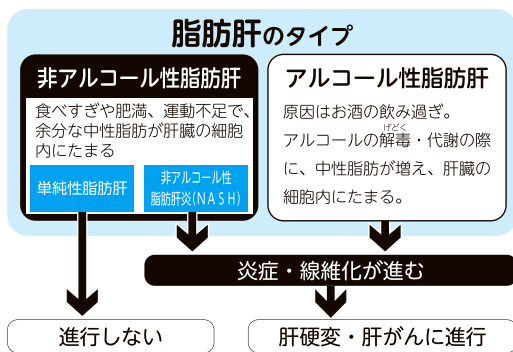 脂肪肝のタイプ
非アルコール性脂肪肝
食べすぎや肥満、運動不足で、
余分な中性脂肪が肝臓の細胞
内にたまる
単純性脂肪肝
非アルコール性
脂肪肝炎(NASH)
アルコール性脂肪肝
原因はお酒の飲み過ぎ。
げどく
アルコールの解毒・代謝の際
に、中性脂肪が増え、肝臓の
細胞内にたまる。
炎症・線維化が進む
進行しない
肝硬変・肝がんに進行